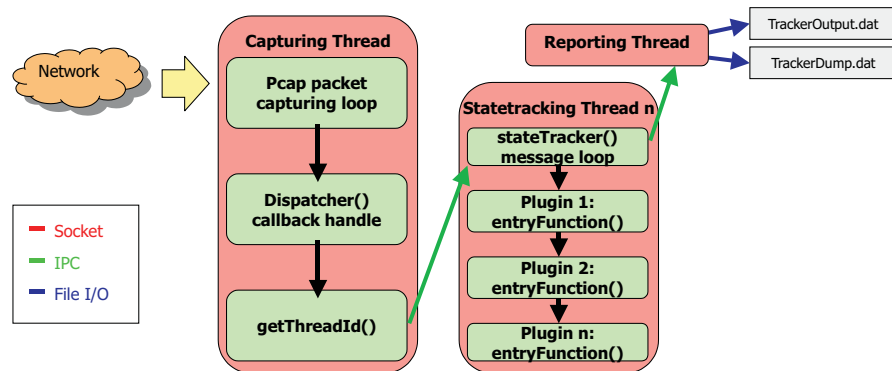 Network
Capturing Thread
Pcap packet
capturing loop
Dispatcher()
callback handle
getThreadId()
Statetracking Thread n
stateTracker()
message loop
Plugin 1:
entryFunction()
Plugin 2:
entryFunction()
Plugin n:
entryFunction()
Reporting Thread
TrackerOutput.dat
TrackerDump.dat
Socket
IPC
File I/O